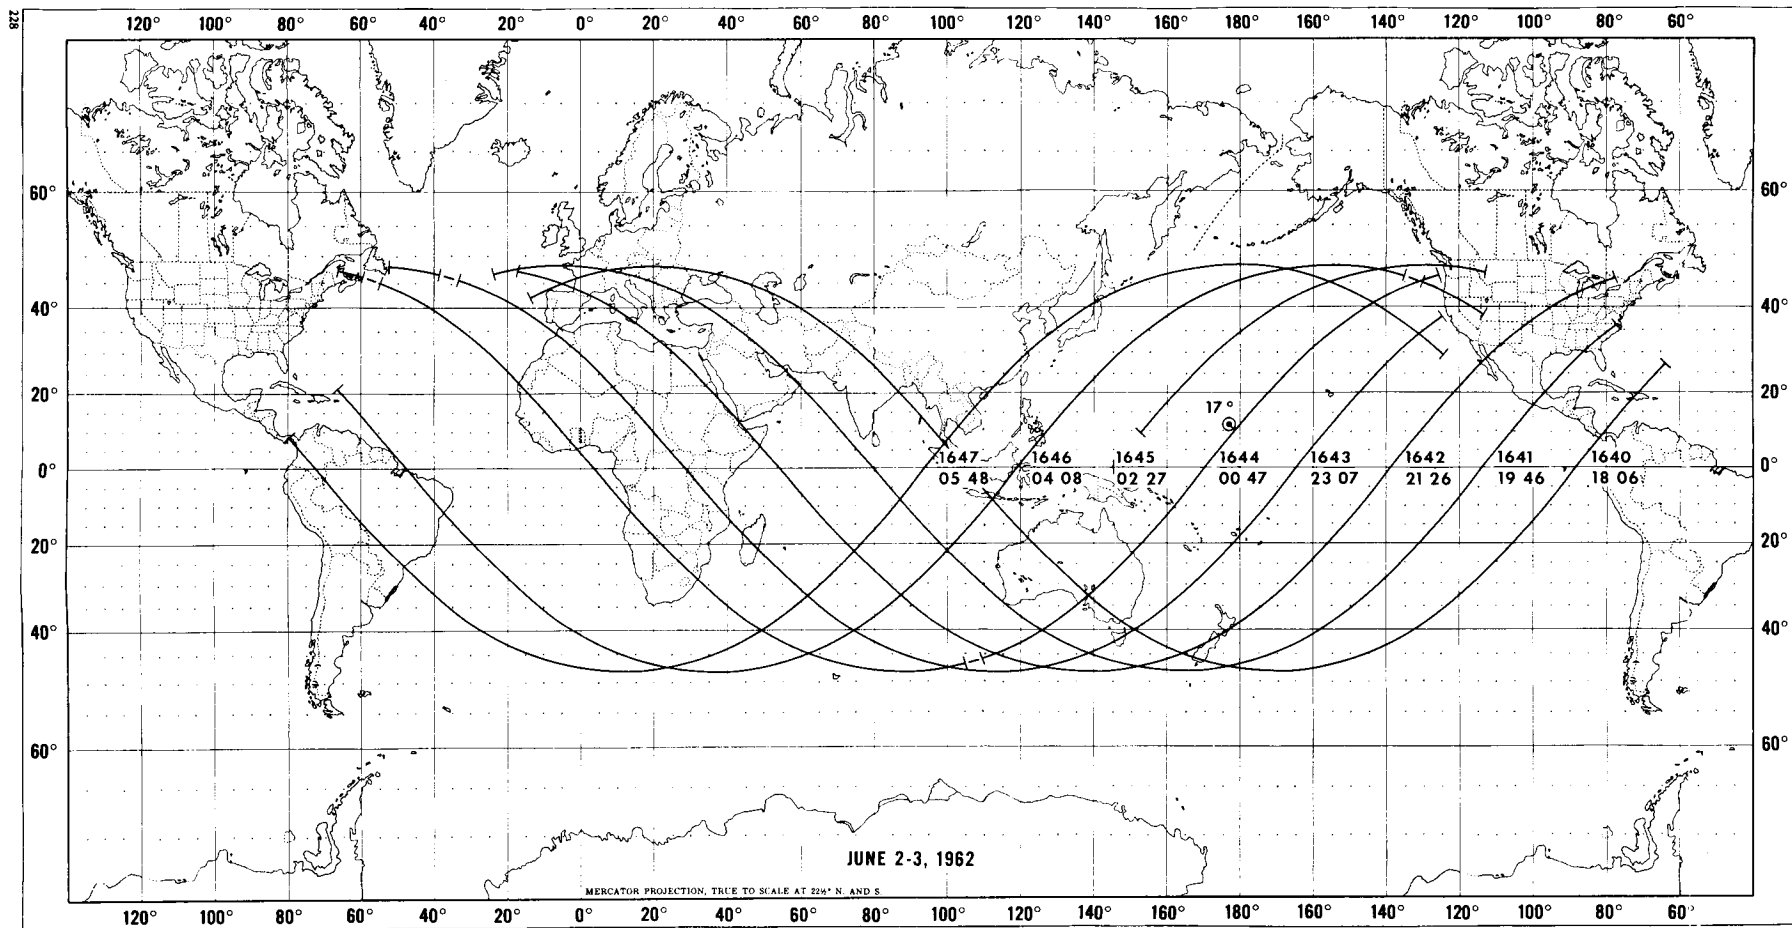 228
120° 100° 80° 60° 40° 20° 0° 20° 40° 60° 80° 100° 120° 140° 160° 180° 160° 140° 120° 100° 80° 60°
60° 60°
40° 40°
20° 20°
17°
1647 1646 1645 1644 1643 1642 1641 1640
0° 0°
05 48 04 08 02 27 00 47 23 07 21 26 19 46 18 06
20° 20°
40° 40°
60° 60°
JUNE 2-3, 1962
MERCATOR PROJECTION, TRUE TO SCALE AT 22½° N. AND S.
120° 100° 80° 60° 40° 20° 0° 20° 40° 60° 80° 100° 120° 140° 160° 180° 160° 140° 120° 100° 80° 60°